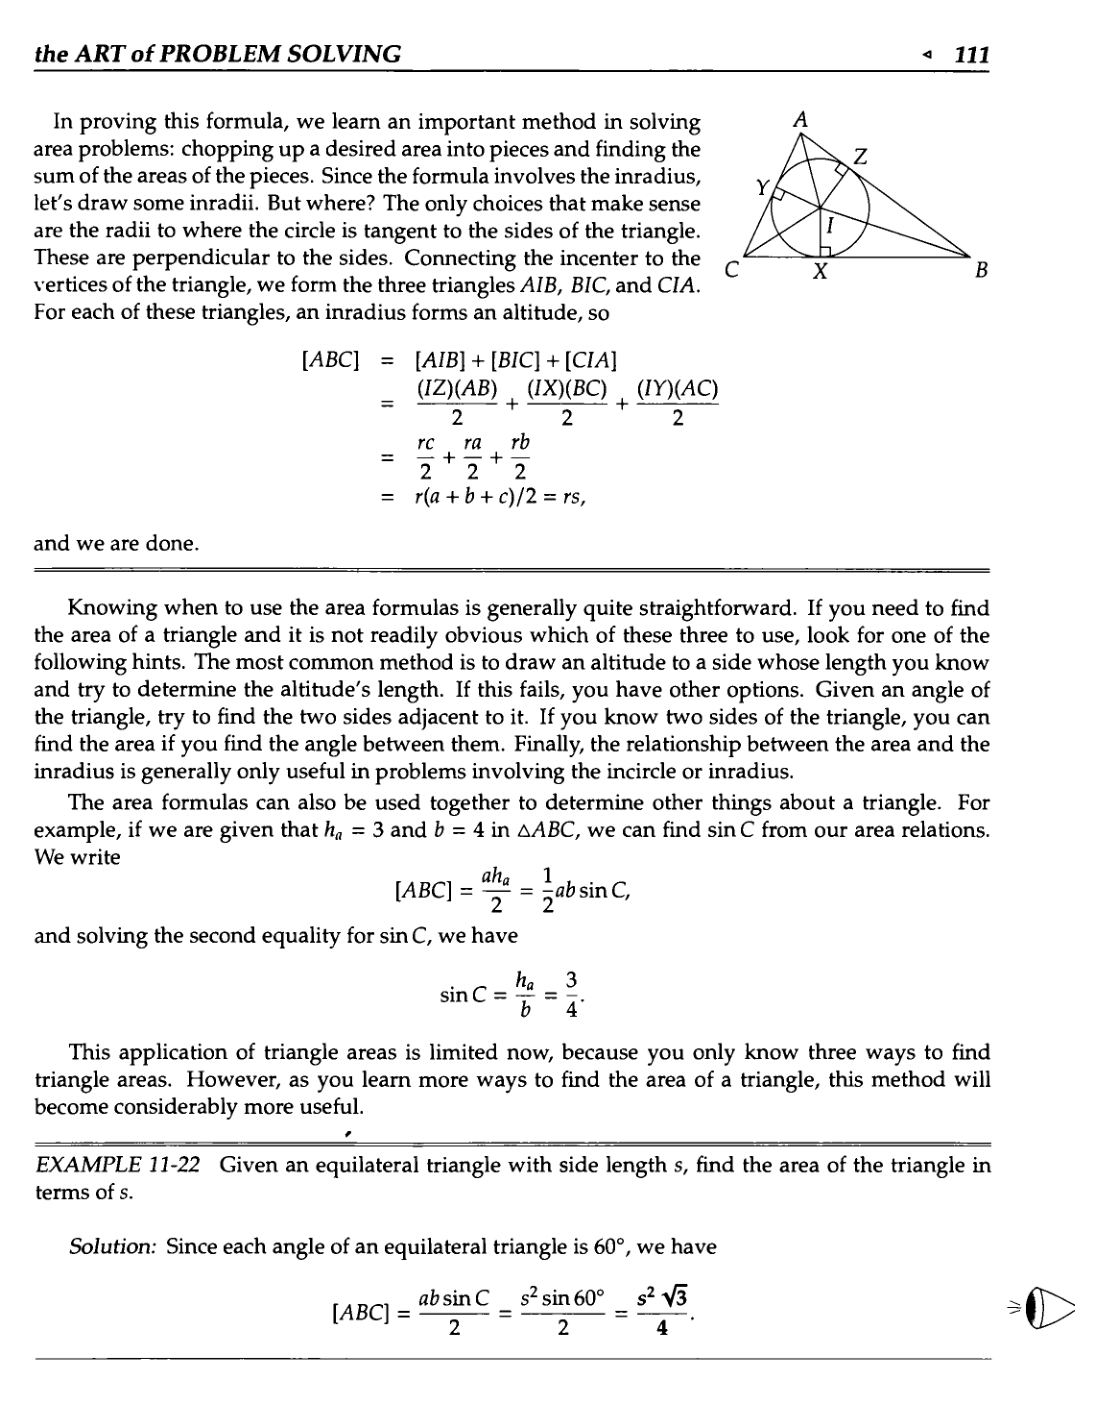 the ART of PROBLEM SOLVING ◁ 111
In proving this formula, we learn an important method in solving
area problems: chopping up a desired area into pieces and finding the
sum of the areas of the pieces. Since the formula involves the inradius,
let's draw some inradii. But where? The only choices that make sense
are the radii to where the circle is tangent to the sides of the triangle.
These are perpendicular to the sides. Connecting the incenter to the
vertices of the triangle, we form the three triangles AIB, BIC, and CIA.
For each of these triangles, an inradius forms an altitude, so
A
Z
Y
I
C
X
B
[ABC] = [AIB] + [BIC] + [CIA]
= (IZ)(AB)/2 + (IX)(BC)/2 + (IY)(AC)/2
= rc/2 + ra/2 + rb/2
= r(a + b + c)/2 = rs,
and we are done.
Knowing when to use the area formulas is generally quite straightforward. If you need to find
the area of a triangle and it is not readily obvious which of these three to use, look for one of the
following hints. The most common method is to draw an altitude to a side whose length you know
and try to determine the altitude's length. If this fails, you have other options. Given an angle of
the triangle, try to find the two sides adjacent to it. If you know two sides of the triangle, you can
find the area if you find the angle between them. Finally, the relationship between the area and the
inradius is generally only useful in problems involving the incircle or inradius.
The area formulas can also be used together to determine other things about a triangle. For
example, if we are given that hₐ = 3 and b = 4 in △ABC, we can find sin C from our area relations.
We write
[ABC] = ahₐ/2 = 1/2 ab sin C,
and solving the second equality for sin C, we have
sin C = hₐ/b = 3/4.
This application of triangle areas is limited now, because you only know three ways to find
triangle areas. However, as you learn more ways to find the area of a triangle, this method will
become considerably more useful.
EXAMPLE 11-22 Given an equilateral triangle with side length s, find the area of the triangle in
terms of s.
Solution: Since each angle of an equilateral triangle is 60°, we have
[ABC] = ab sin C/2 = s² sin 60°/2 = s²√3/4.